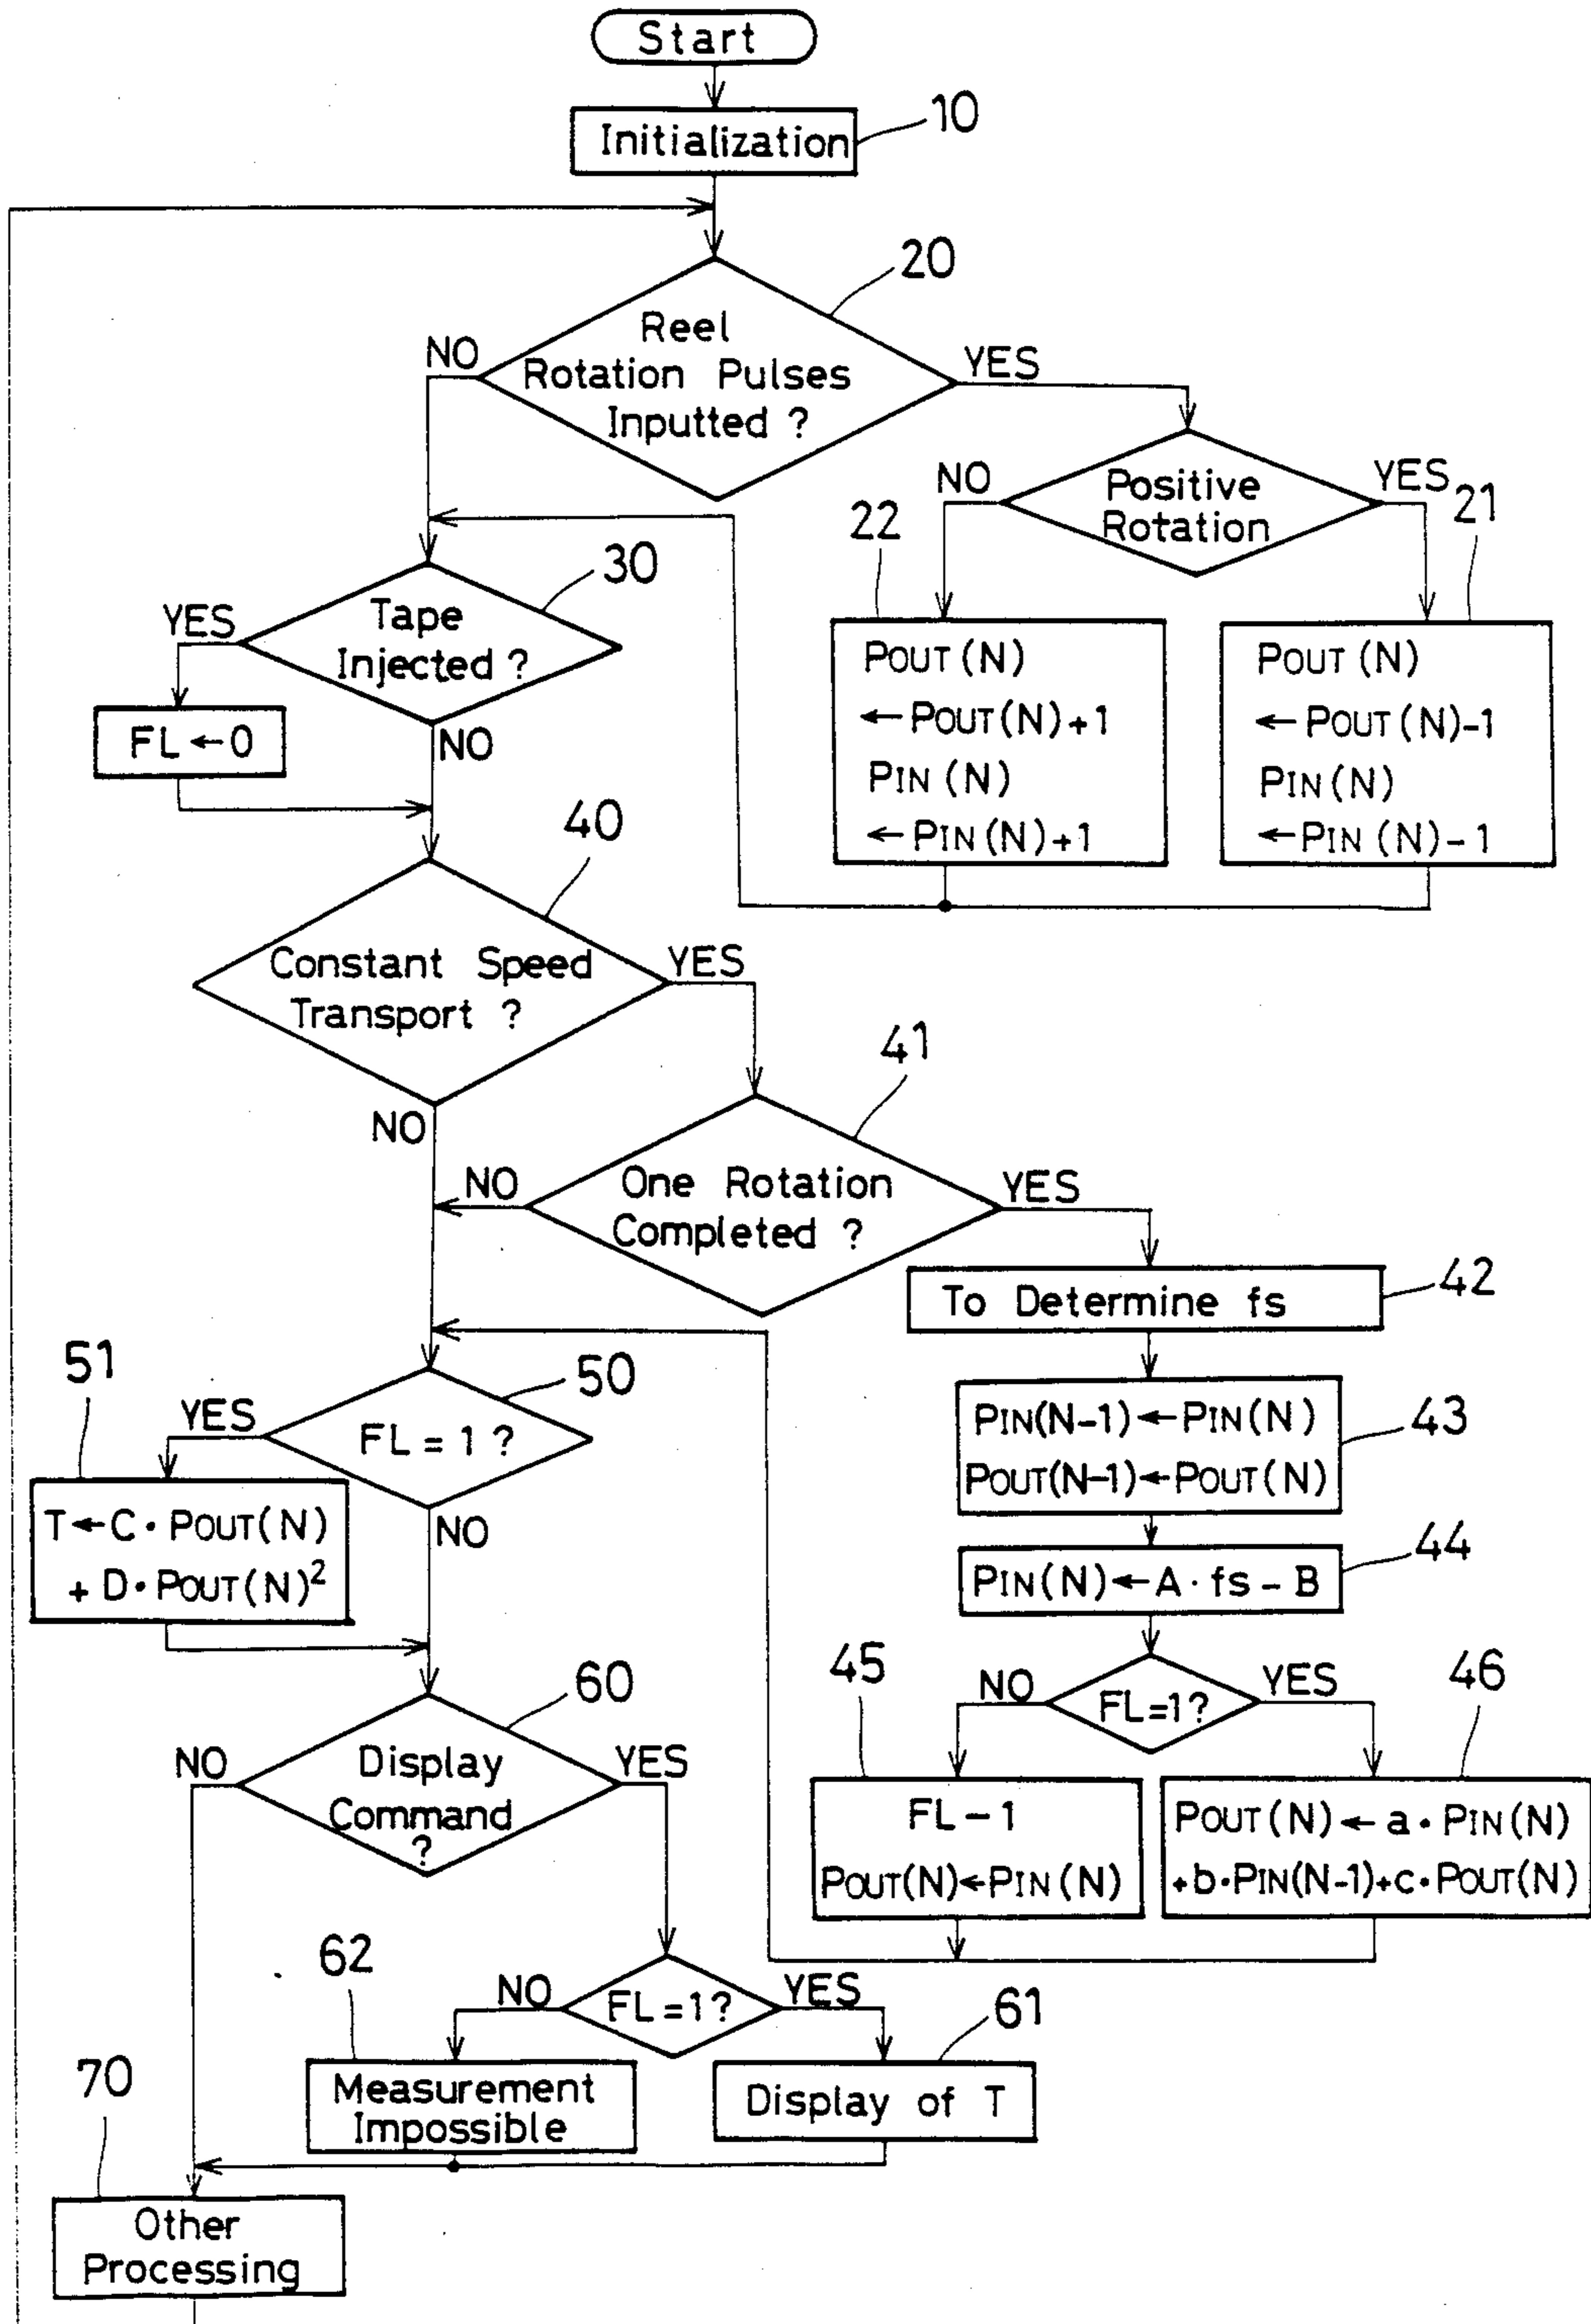 Start
Initialization
10
20
Reel
Rotation Pulses
Inputted ?
NO
YES
Positive
Rotation
NO
YES
22
21
POUT (N)
←POUT(N)+1
PIN (N)
←PIN(N)+1
POUT (N)
←POUT(N)-1
PIN(N)
←PIN (N)-1
30
Tape
Injected ?
YES
NO
FL←0
40
Constant Speed
Transport ?
YES
NO
41
One Rotation
Completed ?
NO
YES
To Determine fs
42
PIN(N-1)←PIN(N)
POUT(N-1)←POUT(N)
43
PIN(N)←A·fs-B
44
FL=1?
NO
YES
45
46
FL-1
POUT(N)←PIN(N)
POUT(N)←a·PIN(N)
+b·PIN(N-1)+c·POUT(N)
50
FL=1?
YES
NO
51
T←C·POUT(N)
+D·POUT(N)²
60
Display
Command
?
NO
YES
FL=1?
NO
YES
62
61
Measurement
Impossible
Display of T
70
Other
Processing